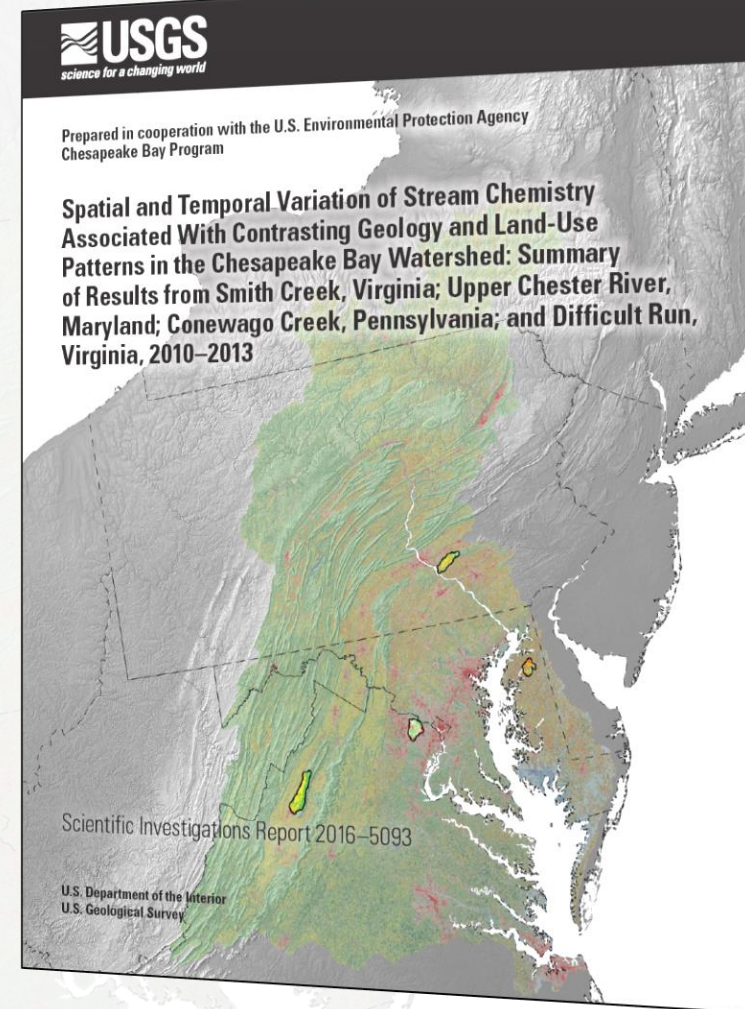 USGS
science for a changing world
Prepared in cooperation with the U.S. Environmental Protection Agency
Chesapeake Bay Program
Spatial and Temporal Variation of Stream Chemistry
Associated With Contrasting Geology and Land-Use
Patterns in the Chesapeake Bay Watershed: Summary
of Results from Smith Creek, Virginia; Upper Chester River,
Maryland; Conewago Creek, Pennsylvania; and Difficult Run,
Virginia, 2010–2013
Scientific Investigations Report 2016–5093
U.S. Department of the Interior
U.S. Geological Survey